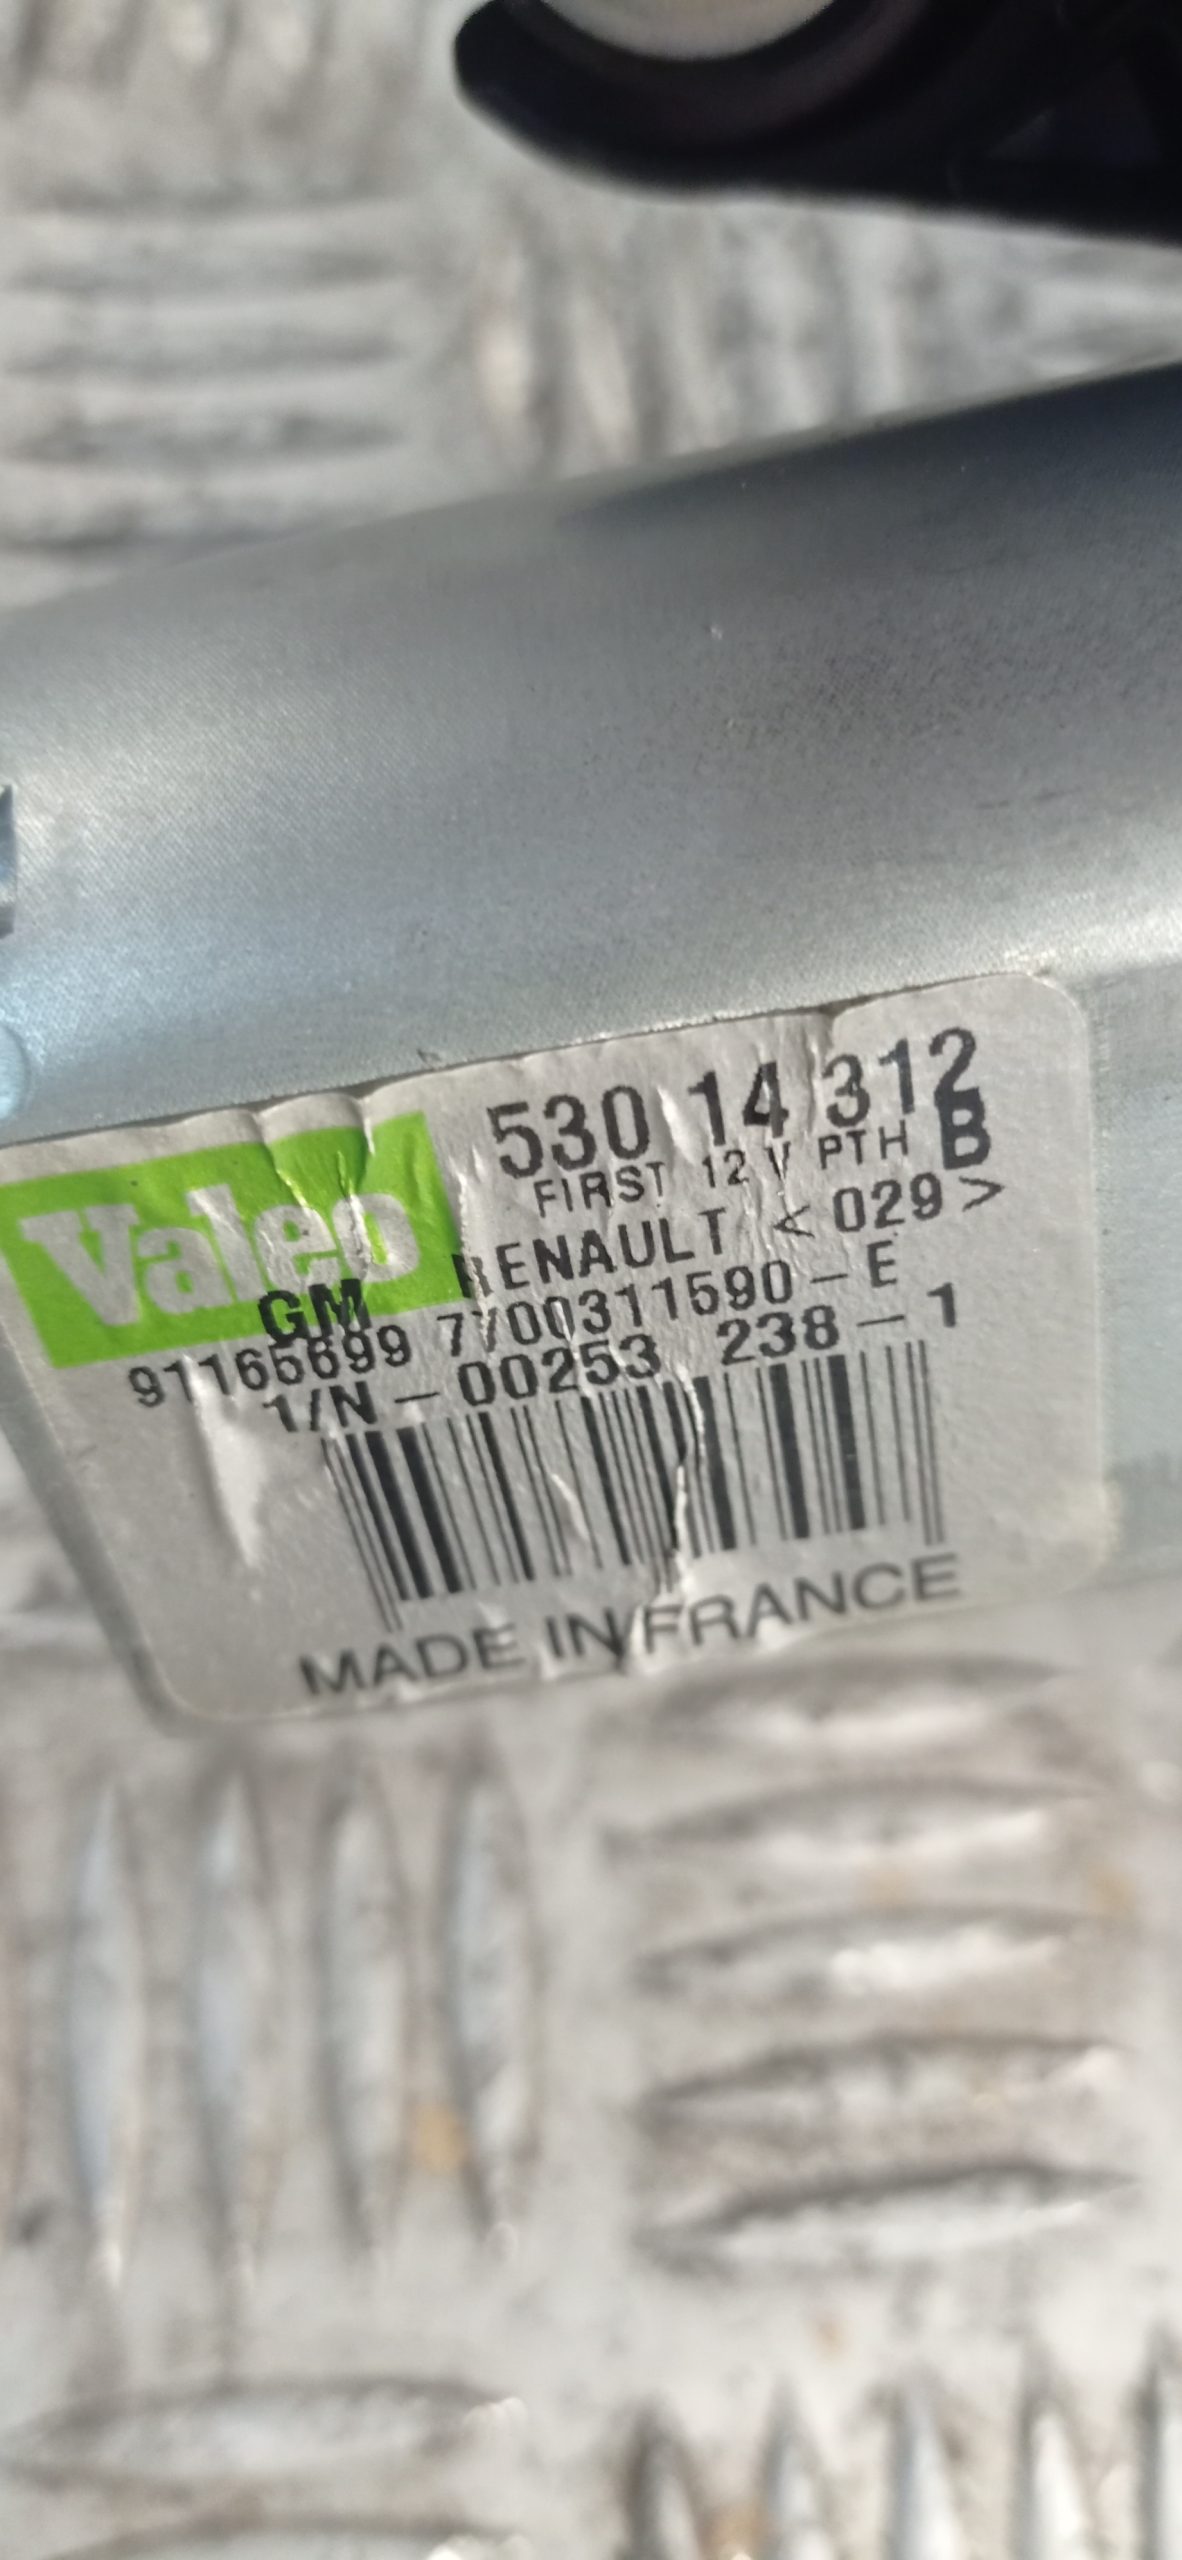 Valeo
530 14 312
FIRST 12 V PTH B
RENAULT < 029 >
GM
91165699 7700311590 - E
1/N - 00253 238 - 1
MADE IN FRANCE